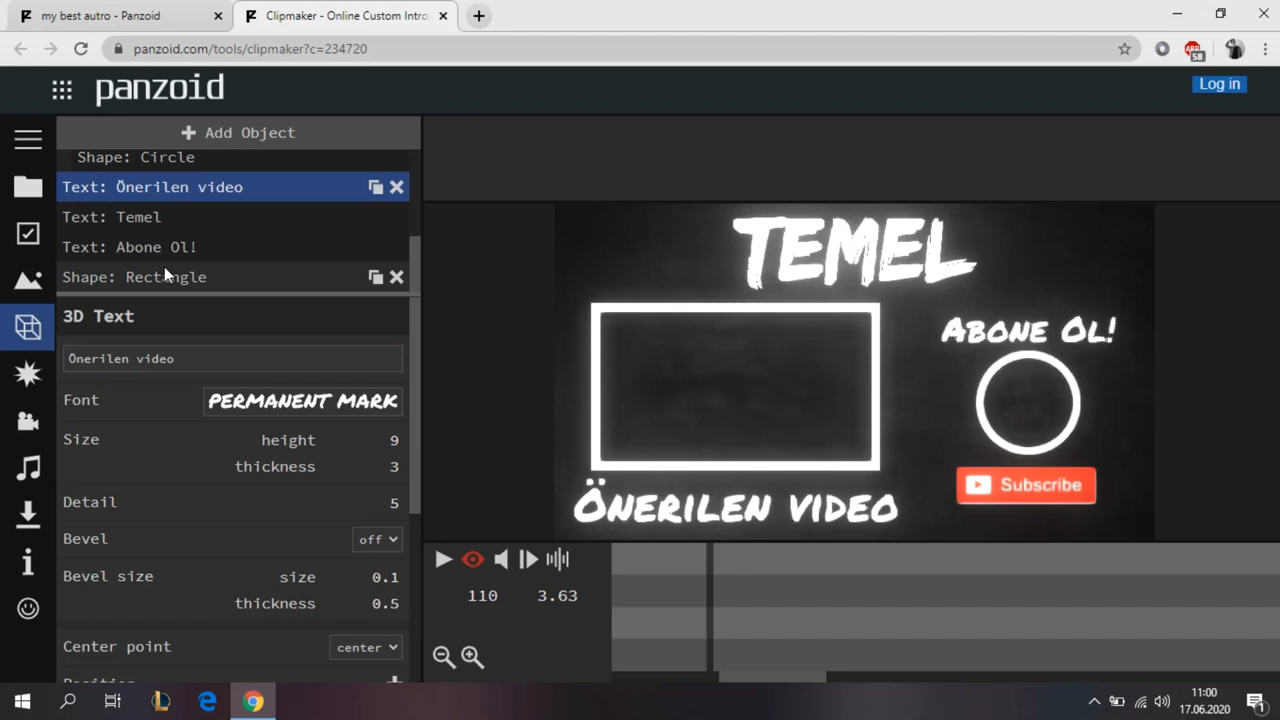 my best autro - Panzoid
Clipmaker - Online Custom Intro
panzoid.com/tools/clipmaker?c=234720
ABP
58
panzoid
Log in
Add Object
Shape: Circle
Text: Önerilen video
Text: Temel
Text: Abone Ol!
Shape: Rectangle
3D Text
Önerilen video
Font
PERMANENT MARK
Size
height
9
thickness
3
Detail
5
Bevel
off
Bevel size
size
0.1
thickness
0.5
Center point
center
TEMEL
ABONE OL!
Subscribe
ÖNERILEN VIDEO
110
3.63
11:00
17.06.2020
1